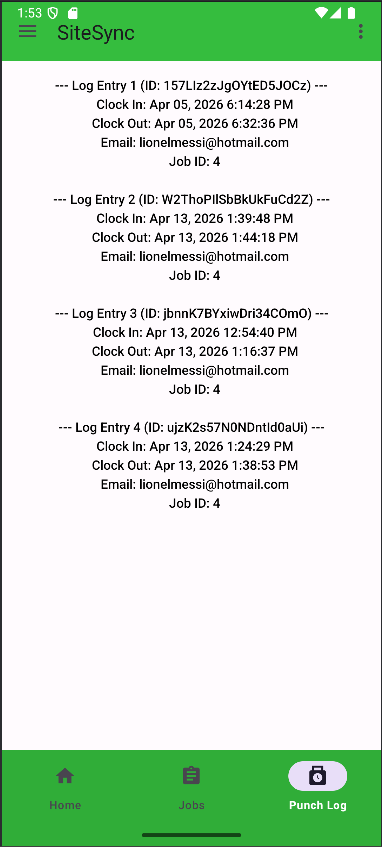 1:53
SiteSync
--- Log Entry 1 (ID: 157LIz2zJgOYtED5JOCz) ---
Clock In: Apr 05, 2026 6:14:28 PM
Clock Out: Apr 05, 2026 6:32:36 PM
Email: lionelmessi@hotmail.com
Job ID: 4
--- Log Entry 2 (ID: W2ThoPIlSbBkUkFuCd2Z) ---
Clock In: Apr 13, 2026 1:39:48 PM
Clock Out: Apr 13, 2026 1:44:18 PM
Email: lionelmessi@hotmail.com
Job ID: 4
--- Log Entry 3 (ID: jbnnK7BYxiwDri34COmO) ---
Clock In: Apr 13, 2026 12:54:40 PM
Clock Out: Apr 13, 2026 1:16:37 PM
Email: lionelmessi@hotmail.com
Job ID: 4
--- Log Entry 4 (ID: ujzK2s57N0NDntId0aUi) ---
Clock In: Apr 13, 2026 1:24:29 PM
Clock Out: Apr 13, 2026 1:38:53 PM
Email: lionelmessi@hotmail.com
Job ID: 4
Home Jobs Punch Log